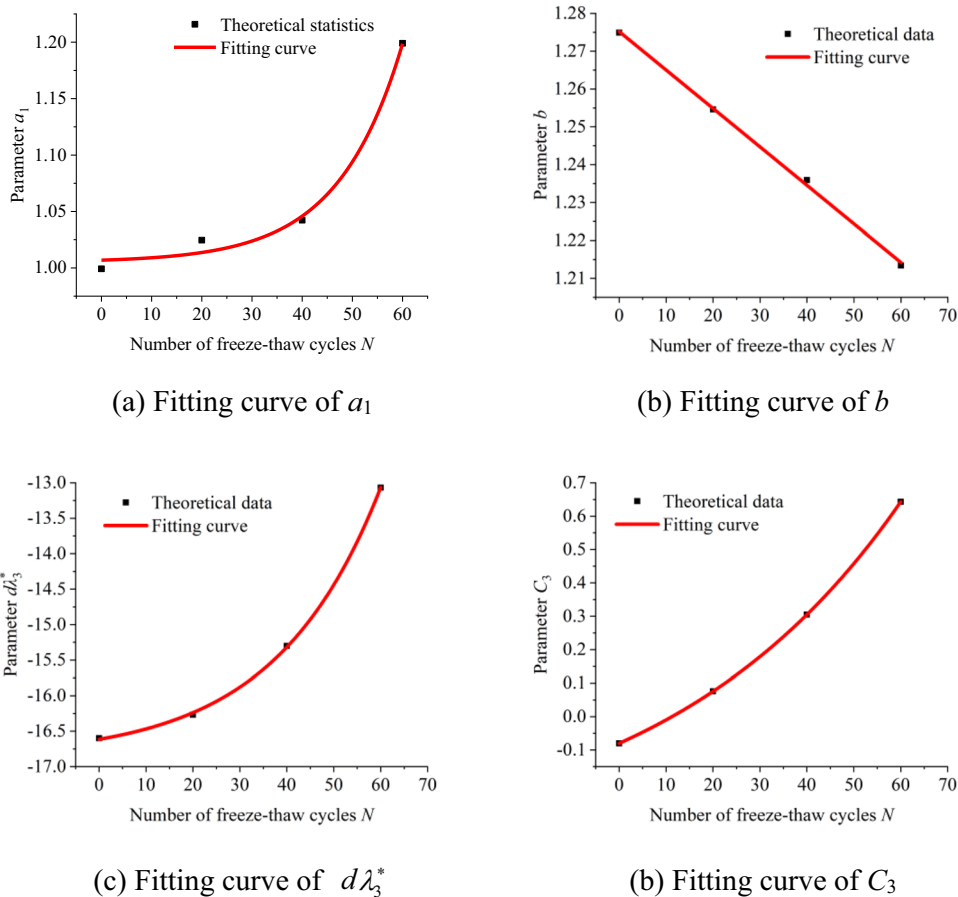 Theoretical statistics
Fitting curve
1.20
1.15
1.10
1.05
1.00
Parameter a₁
0 10 20 30 40 50 60
Number of freeze-thaw cycles N
(a) Fitting curve of a₁
Theoretical data
Fitting curve
1.28
1.27
1.26
1.25
1.24
1.23
1.22
1.21
Parameter b
0 10 20 30 40 50 60 70
Number of freeze-thaw cycles N
(b) Fitting curve of b
Theoretical data
Fitting curve
-13.0
-13.5
-14.0
-14.5
-15.0
-15.5
-16.0
-16.5
-17.0
Parameter dλ₃*
0 10 20 30 40 50 60 70
Number of freeze-thaw cycles N
(c) Fitting curve of dλ₃*
Theoretical data
Fitting curve
0.7
0.6
0.5
0.4
0.3
0.2
0.1
0.0
-0.1
Parameter C₃
0 10 20 30 40 50 60 70
Number of freeze-thaw cycles N
(b) Fitting curve of C₃